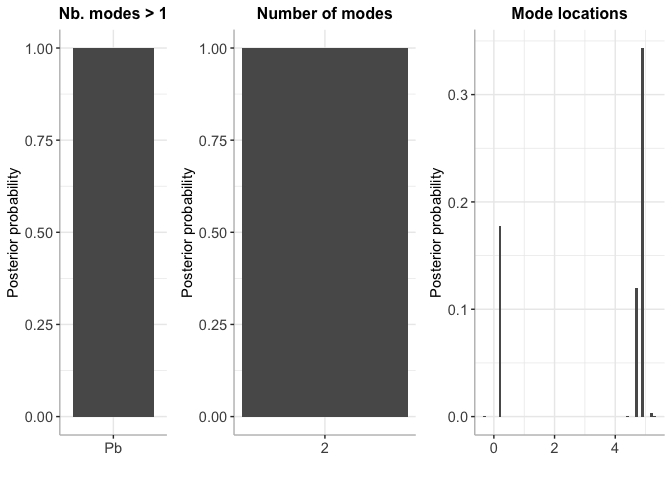 Nb. modes > 1
Number of modes
Mode locations
Posterior probability
1.00
0.75
0.50
0.25
0.00
Pb
Posterior probability
1.00
0.75
0.50
0.25
0.00
2
Posterior probability
0.3
0.2
0.1
0.0
0 2 4